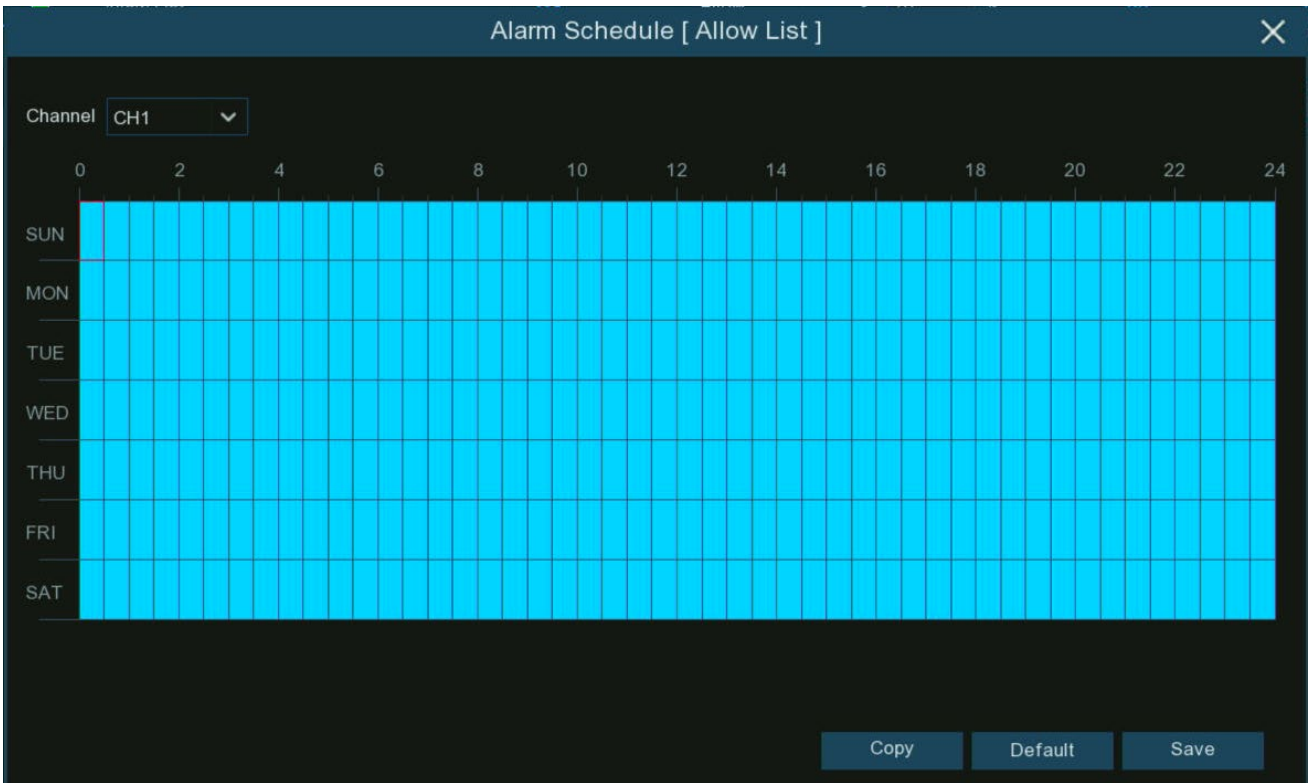 Alarm Schedule [ Allow List ]
Channel CH1
0 2 4 6 8 10 12 14 16 18 20 22 24
SUN
MON
TUE
WED
THU
FRI
SAT
Copy Default Save